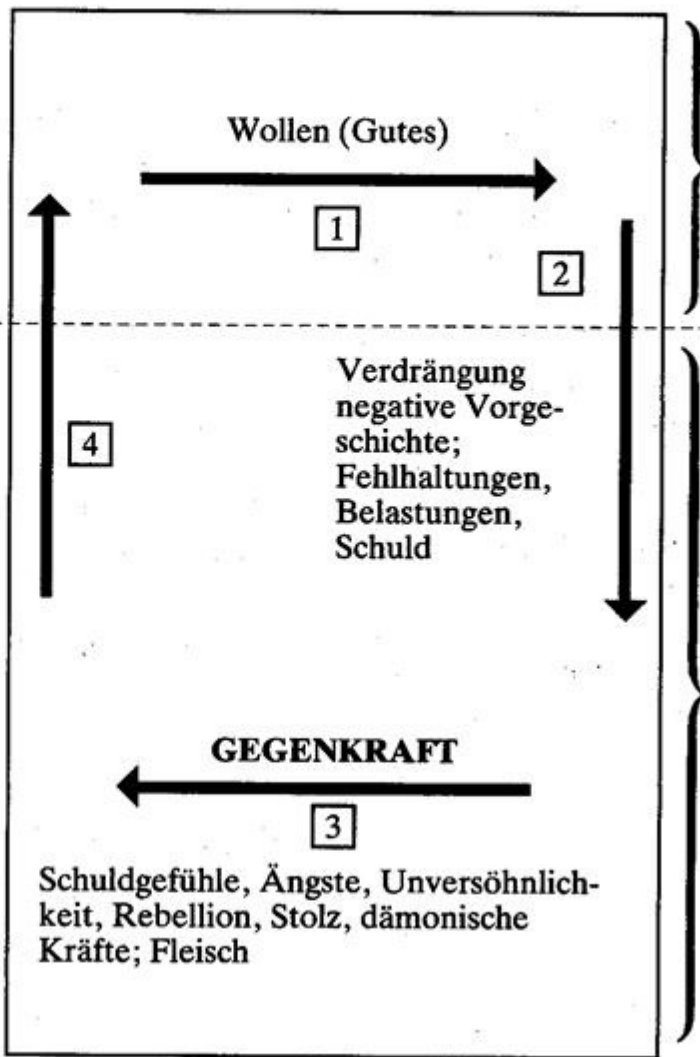 Wollen (Gutes)
1
2
Verdrängung
negative Vorge-
schichte;
Fehlhaltungen,
Belastungen,
Schuld
4
GEGENKRAFT
3
Schuldgefühle, Ängste, Unversöhnlich-
keit, Rebellion, Stolz, dämonische
Kräfte; Fleisch